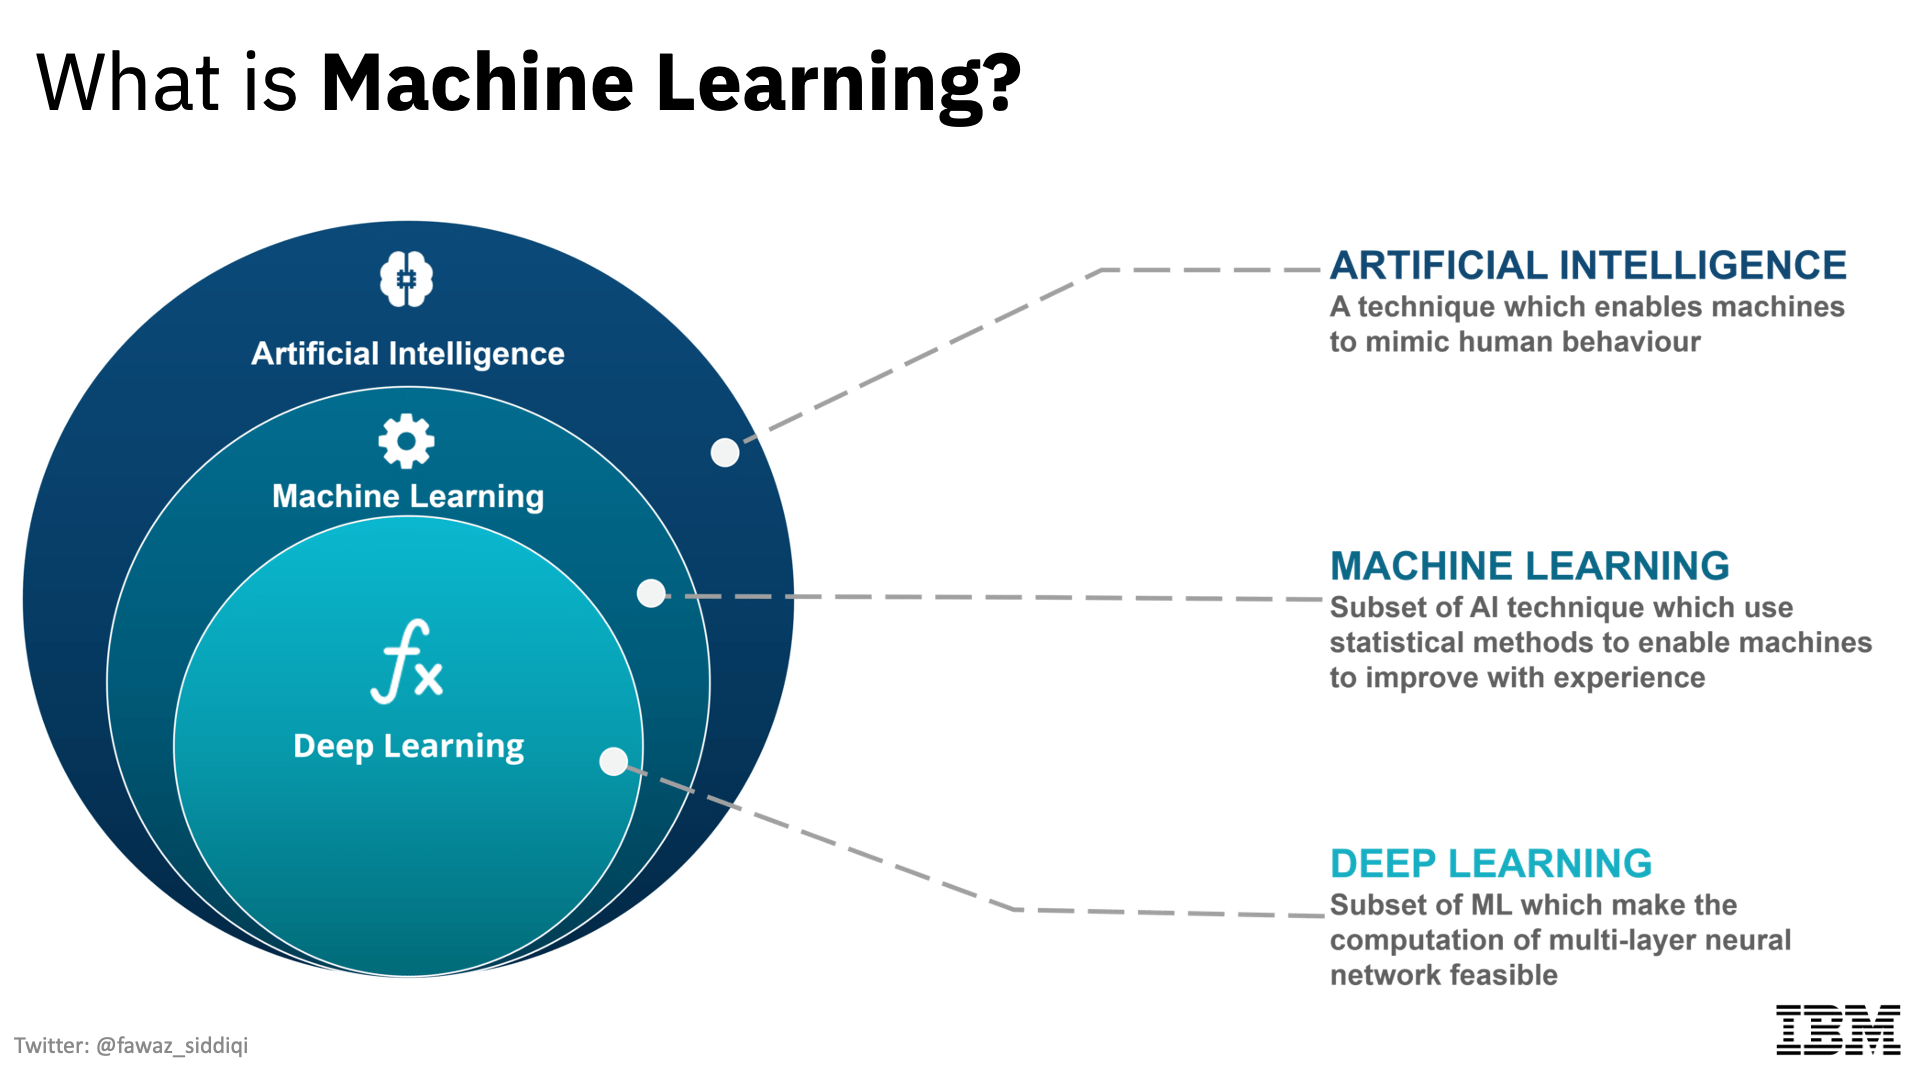 What is Machine Learning?
Artificial Intelligence
Machine Learning
fx
Deep Learning
ARTIFICIAL INTELLIGENCE
A technique which enables machines
to mimic human behaviour
MACHINE LEARNING
Subset of AI technique which use
statistical methods to enable machines
to improve with experience
DEEP LEARNING
Subset of ML which make the
computation of multi-layer neural
network feasible
Twitter: @fawaz_siddiqi
IBM